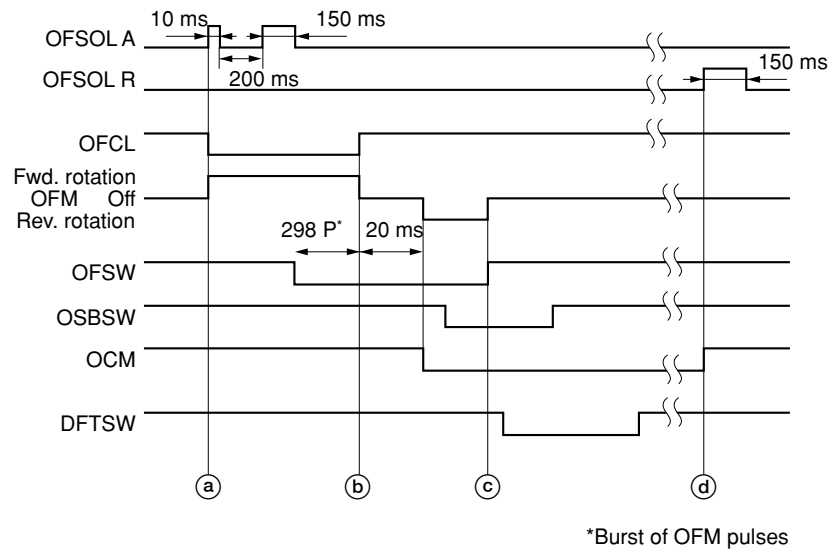 10 ms
150 ms
OFSOL A
200 ms
OFSOL R
150 ms
OFCL
Fwd. rotation
OFM Off
Rev. rotation
298 P*
20 ms
OFSW
OSBSW
OCM
DFTSW
a
b
c
d
*Burst of OFM pulses